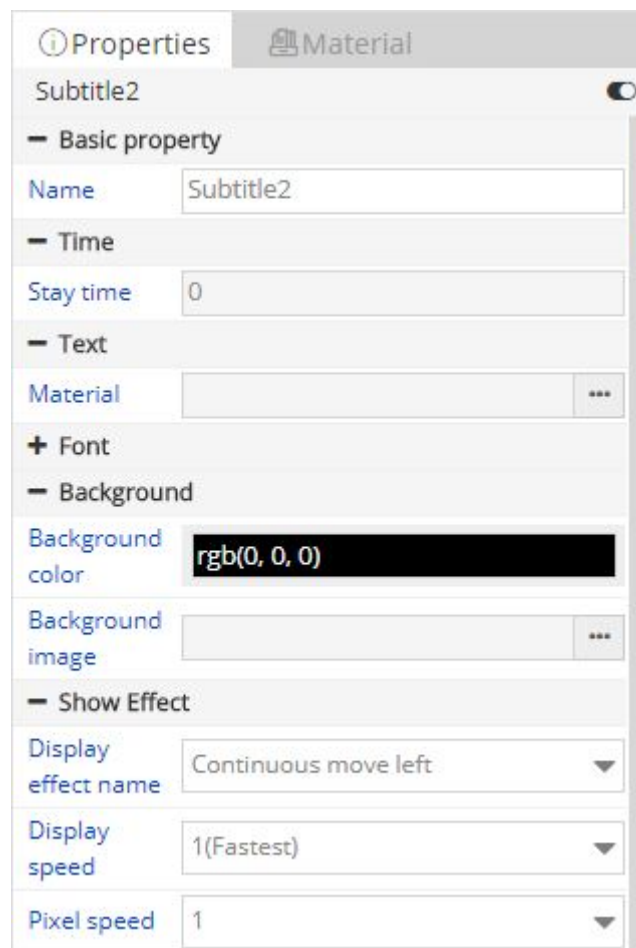 Properties
Material
Subtitle2
Basic property
Name
Subtitle2
Time
Stay time
0
Text
Material
Font
Background
Background
color
rgb(0, 0, 0)
Background
image
Show Effect
Display
effect name
Continuous move left
Display
speed
1(Fastest)
Pixel speed
1